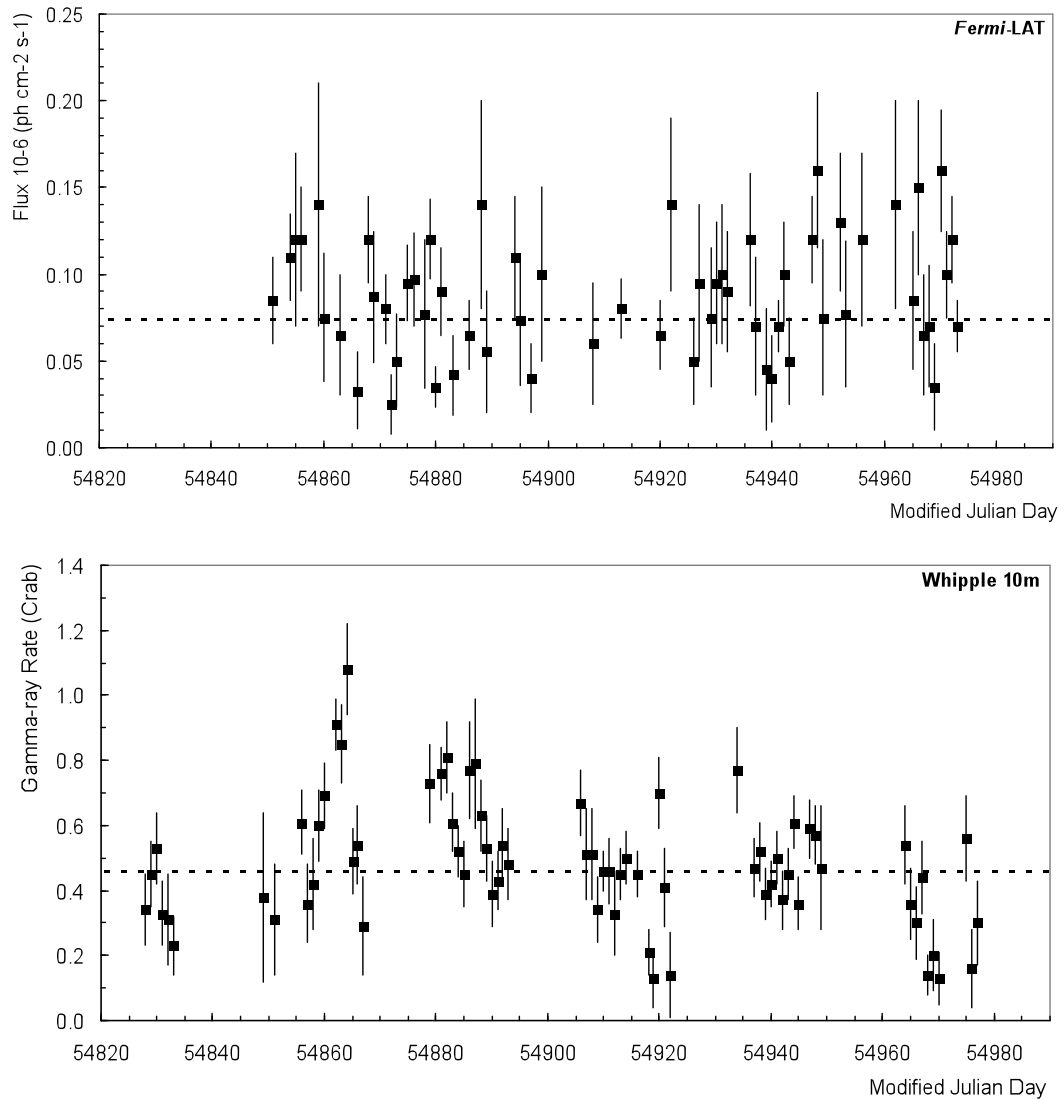 0.25
Fermi-LAT
0.20
0.15
0.10
0.05
0.00
Flux 10-6 (ph cm-2 s-1)
54820 54840 54860 54880 54900 54920 54940 54960 54980
Modified Julian Day
1.4
Whipple 10m
1.2
1.0
0.8
0.6
0.4
0.2
0.0
Gamma-ray Rate (Crab)
54820 54840 54860 54880 54900 54920 54940 54960 54980
Modified Julian Day